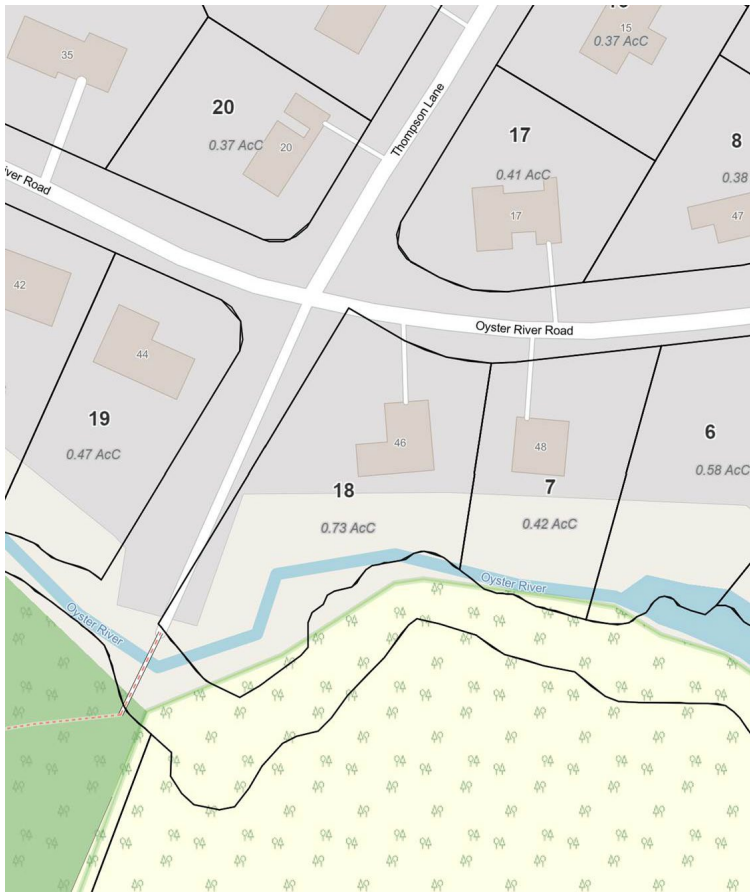 15
0.37 AcC
35
Thompson Lane
20
17
8
0.37 AcC
20
0.41 AcC
0.38
iver Road
17
47
42
Oyster River Road
44
19
46
6
0.47 AcC
48
0.58 AcC
18
7
0.73 AcC
0.42 AcC
Oyster River
Oyster River